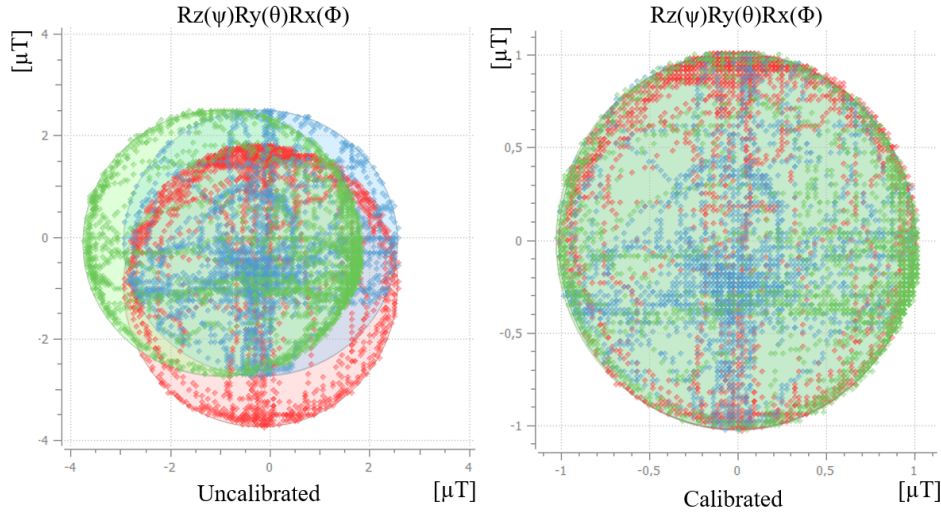 Rz(ψ)Ry(θ)Rx(Φ)
[µT]
4
2
0
-2
-4
-4
-2
0
2
4
Uncalibrated
[µT]
Rz(ψ)Ry(θ)Rx(Φ)
[µT]
1
0,5
0
-0,5
-1
-1
-0,5
0
0,5
1
Calibrated
[µT]